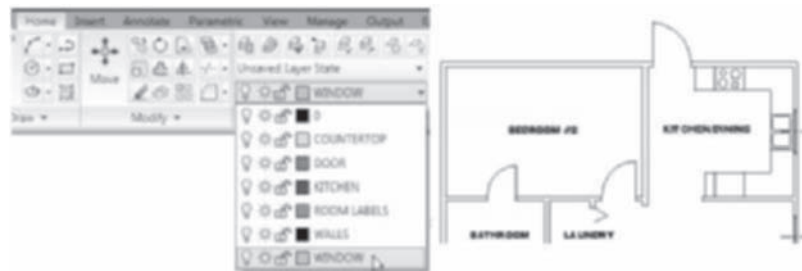 Home Insert Annotate Parametric View Manage Output
Move
Unsaved Layer State
WINDOW
Draw Modify
0
COUNTERTOP
DOOR
KITCHEN
ROOM LABELS
WALLS
WINDOW
BEDROOM #2
KITCHEN/DINING
BATHROOM
LAUNDRY